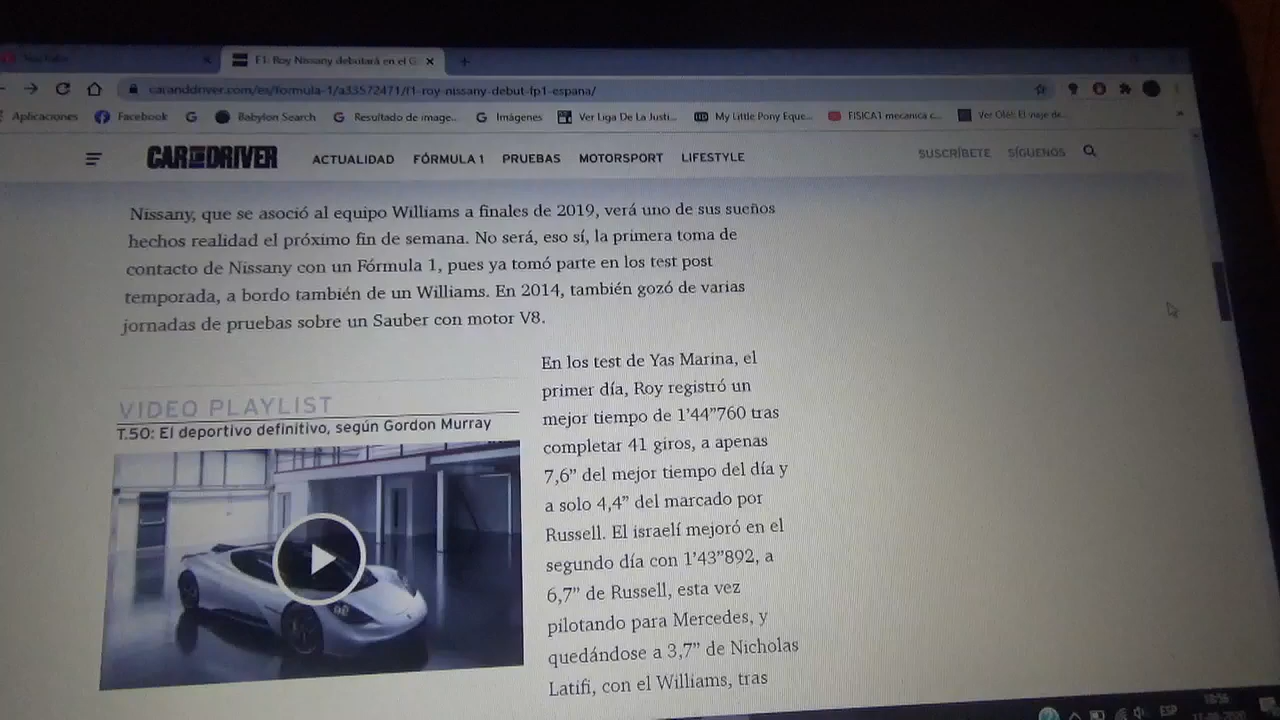 F1: Roy Nissany debutará en el G
caranddriver.com/es/formula-1/a33572471/f1-roy-nissany-debut-fp1-espana/
Aplicaciones Facebook G Babylon Search Resultado de image... Imágenes Ver Liga De La Justi... My Little Pony Eque... FISICA1 mecanica c... Ver Olé!: El viaje de...
CAR AND DRIVER ACTUALIDAD FÓRMULA 1 PRUEBAS MOTORSPORT LIFESTYLE SUSCRÍBETE SÍGUENOS
Nissany, que se asoció al equipo Williams a finales de 2019, verá uno de sus sueños
hechos realidad el próximo fin de semana. No será, eso sí, la primera toma de
contacto de Nissany con un Fórmula 1, pues ya tomó parte en los test post
temporada, a bordo también de un Williams. En 2014, también gozó de varias
jornadas de pruebas sobre un Sauber con motor V8.
VIDEO PLAYLIST
T.50: El deportivo definitivo, según Gordon Murray
En los test de Yas Marina, el
primer día, Roy registró un
mejor tiempo de 1'44"760 tras
completar 41 giros, a apenas
7,6" del mejor tiempo del día y
a solo 4,4" del marcado por
Russell. El israelí mejoró en el
segundo día con 1'43"892, a
6,7" de Russell, esta vez
pilotando para Mercedes, y
quedándose a 3,7" de Nicholas
Latifi, con el Williams, tras
ESP